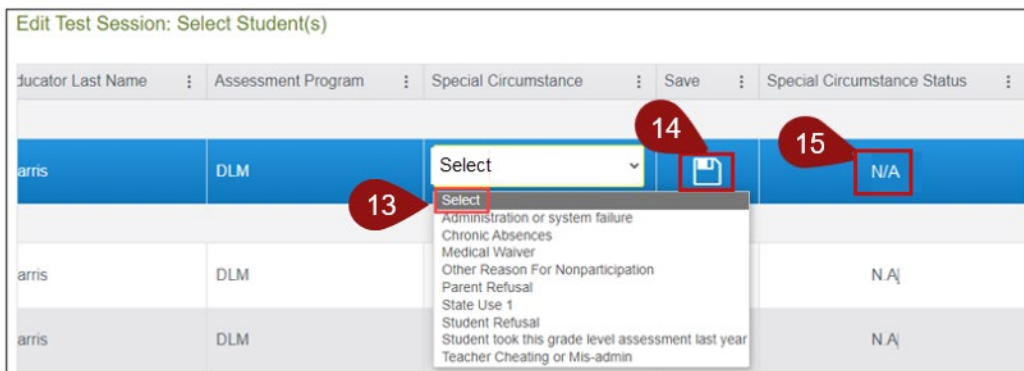 Edit Test Session: Select Student(s)
ducator Last Name Assessment Program Special Circumstance Save Special Circumstance Status
14
15
arris DLM Select N/A
13
Select
Administration or system failure
Chronic Absences
Medical Waiver
Other Reason For Nonparticipation
arris DLM N.A
Parent Refusal
State Use 1
Student Refusal
Student took this grade level assessment last year
arris DLM N.A
Teacher Cheating or Mis-admin